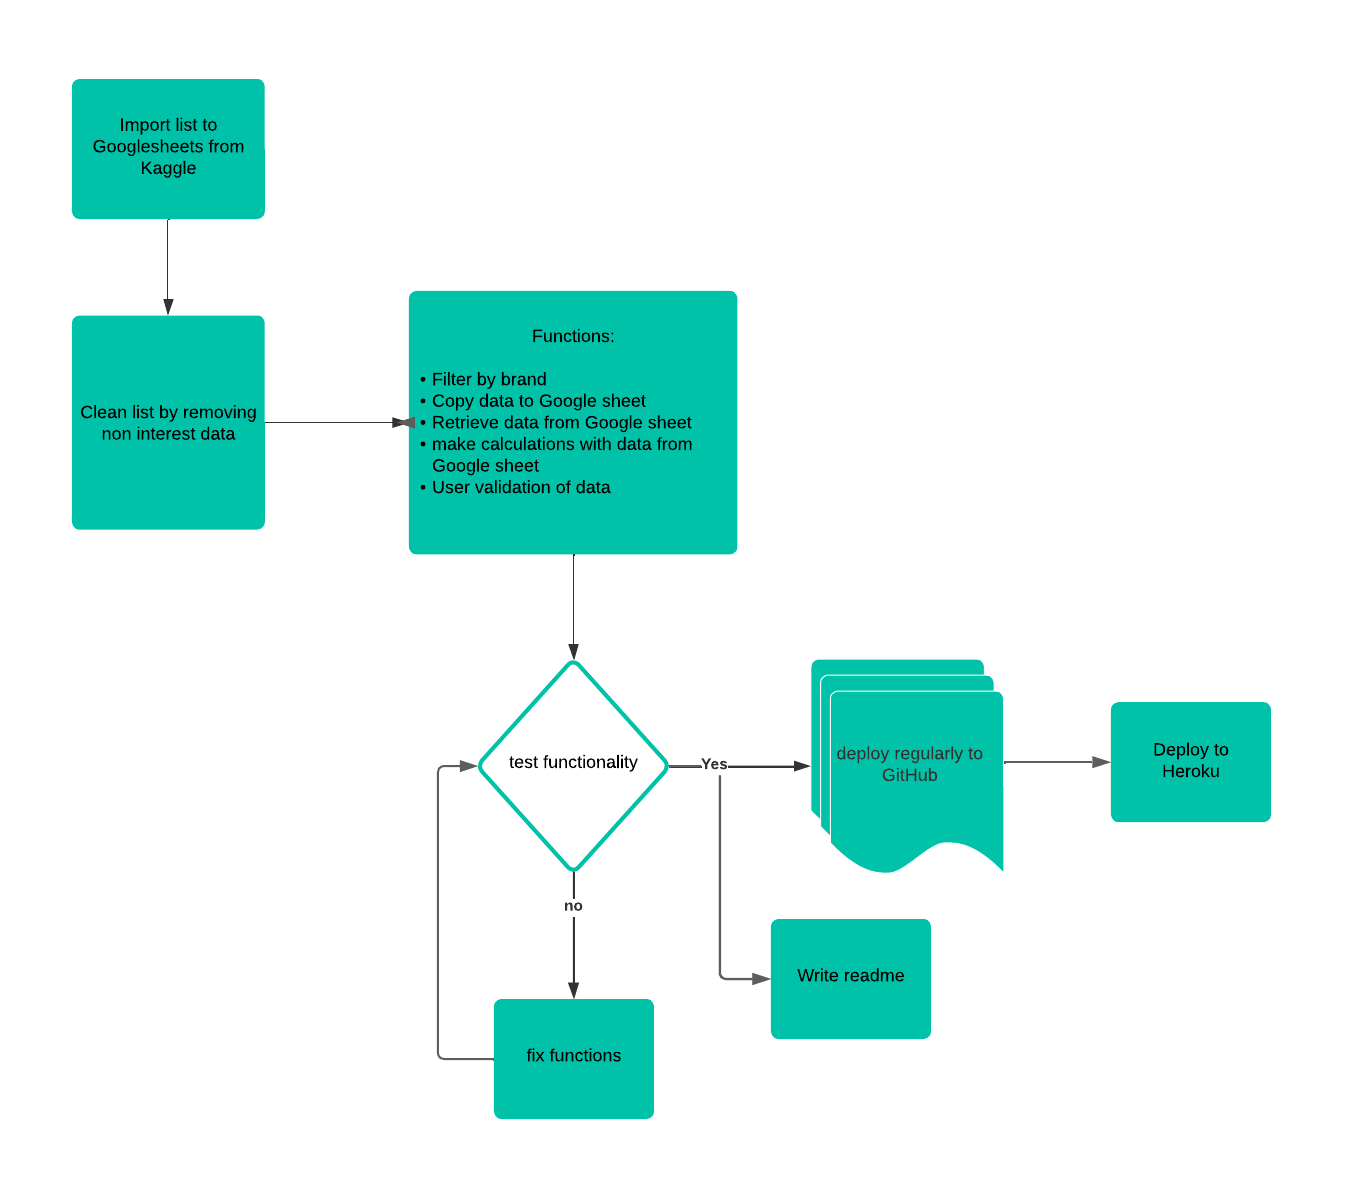 Import list to
Googlesheets from
Kaggle
Clean list by removing
non interest data
Functions:
• Filter by brand
• Copy data to Google sheet
• Retrieve data from Google sheet
• make calculations with data from
Google sheet
• User validation of data
test functionality
Yes
deploy regularly to
GitHub
Deploy to
Heroku
no
Write readme
fix functions